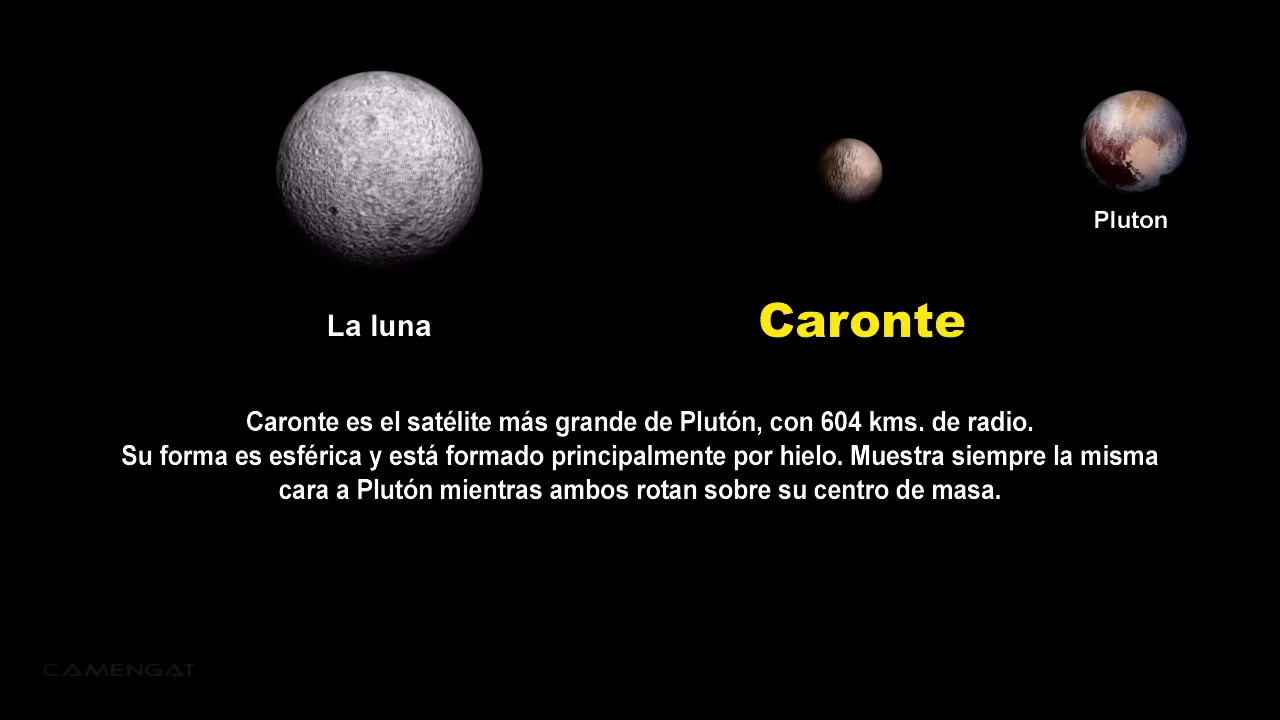 Pluton
La luna
Caronte
Caronte es el satélite más grande de Plutón, con 604 kms. de radio.
Su forma es esférica y está formado principalmente por hielo. Muestra siempre la misma
cara a Plutón mientras ambos rotan sobre su centro de masa.
CAMENGAT